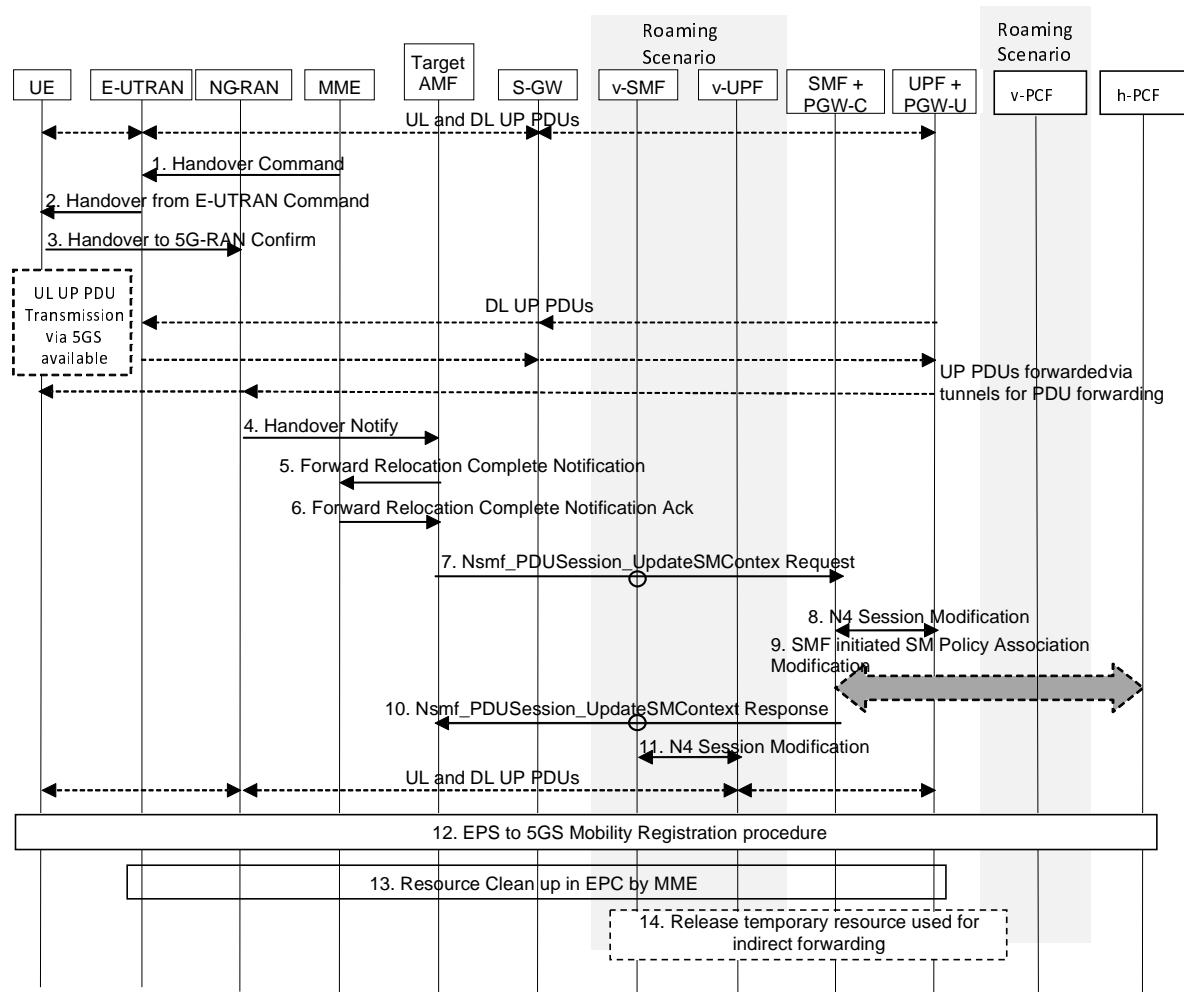 Roaming
Scenario
Roaming
Scenario
UE
E-UTRAN
NG-RAN
MME
Target
AMF
S-GW
v-SMF
v-UPF
SMF +
PGW-C
UPF +
PGW-U
v-PCF
h-PCF
UL and DL UP PDUs
1. Handover Command
2. Handover from E-UTRAN Command
3. Handover to 5G-RAN Confirm
UL UP PDU
Transmission
via 5GS
available
DL UP PDUs
UP PDUs forwardedvia
tunnels for PDU forwarding
4. Handover Notify
5. Forward Relocation Complete Notification
6. Forward Relocation Complete Notification Ack
7. Nsmf_PDUSession_UpdateSMContex Request
8. N4 Session Modification
9. SMF initiated SM Policy Association
Modification
10. Nsmf_PDUSession_UpdateSMContext Response
11. N4 Session Modification
UL and DL UP PDUs
12. EPS to 5GS Mobility Registration procedure
13. Resource Clean up in EPC by MME
14. Release temporary resource used for
indirect forwarding